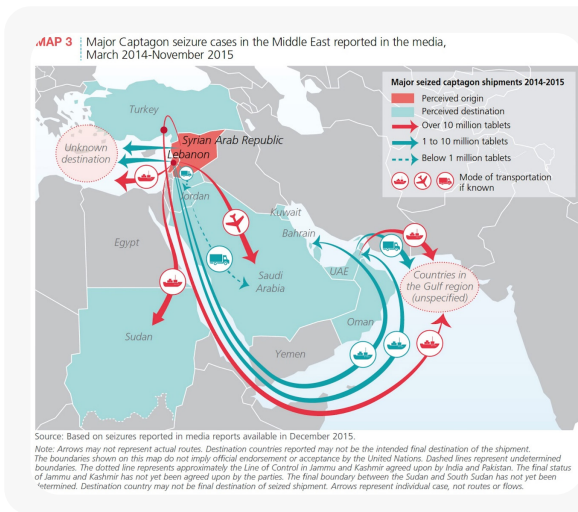 MAP 3 Major Captagon seizure cases in the Middle East reported in the media,
March 2014-November 2015
Major seized captagon shipments 2014-2015
Perceived origin
Perceived destination
Over 10 million tablets
1 to 10 million tablets
Below 1 million tablets
Mode of transportation
if known
Turkey
Unknown
destination
Syrian Arab Republic
Lebanon
Jordan
Kuwait
Bahrain
Egypt
Saudi
Arabia
UAE
Countries in
the Gulf region
(unspecified)
Oman
Sudan
Yemen
Source: Based on seizures reported in media reports available in December 2015.
Note: Arrows may not represent actual routes. Destination countries reported may not be the intended final destination of the shipment.
The boundaries shown on this map do not imply official endorsement or acceptance by the United Nations. Dashed lines represent undetermined
boundaries. The dotted line represents approximately the Line of Control in Jammu and Kashmir agreed upon by India and Pakistan. The final status
of Jammu and Kashmir has not yet been agreed upon by the parties. The final boundary between the Sudan and South Sudan has not yet been
determined. Destination country may not be final destination of seized shipment. Arrows represent individual case, not routes or flows.